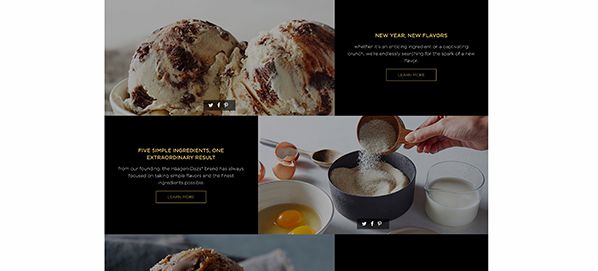 NEW YEAR, NEW FLAVORS
whether it's an enticing ingredient or a captivating
crunch, we're endlessly searching for the spark of a new
flavor.
LEARN MORE
FIVE SIMPLE INGREDIENTS, ONE
EXTRAORDINARY RESULT
from our founding, the Häagen-Dazs® brand has always
focused on taking simple flavors and the finest
ingredients possible.
LEARN MORE